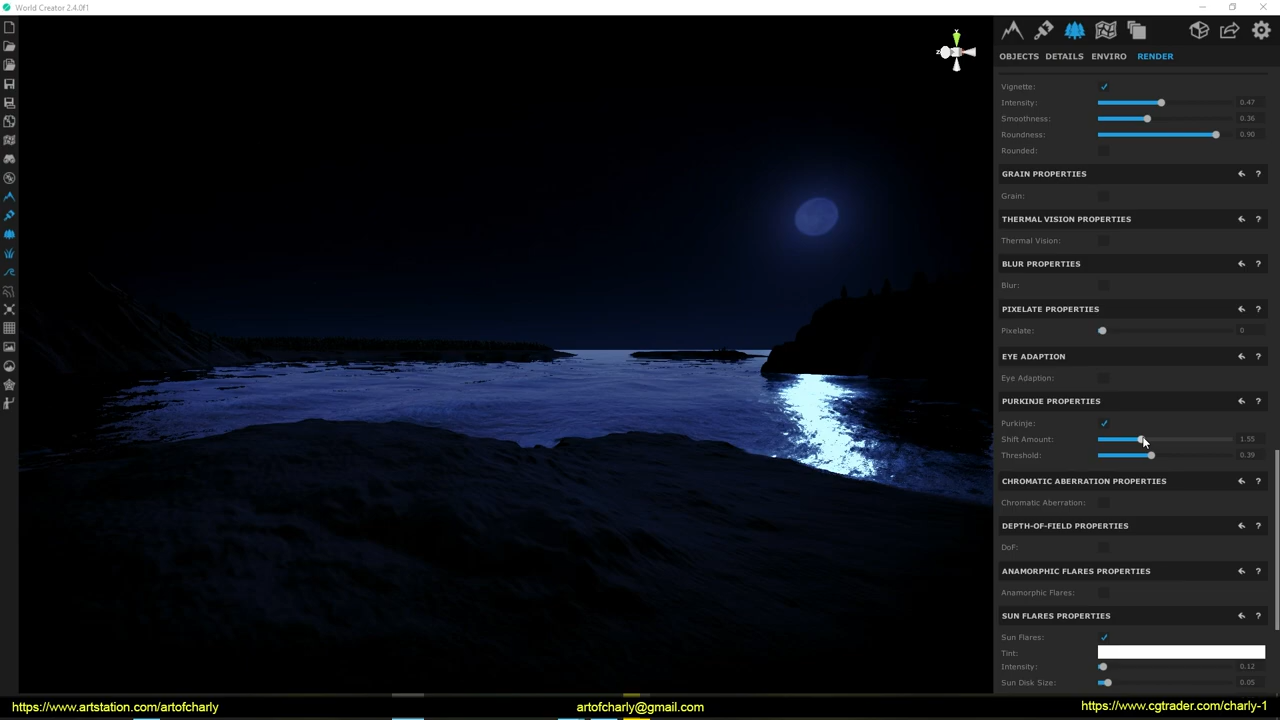 World Creator 2.4.0f1
OBJECTS DETAILS ENVIRO RENDER
Vignette:
Intensity: 0.47
Smoothness: 0.36
Roundness: 0.90
Rounded:
GRAIN PROPERTIES ?
Grain:
THERMAL VISION PROPERTIES ?
Thermal Vision:
BLUR PROPERTIES ?
Blur:
PIXELATE PROPERTIES ?
Pixelate: 0
EYE ADAPTION ?
Eye Adaption:
PURKINJE PROPERTIES ?
Purkinje:
Shift Amount: 1.55
Threshold: 0.39
CHROMATIC ABERRATION PROPERTIES ?
Chromatic Aberration:
DEPTH-OF-FIELD PROPERTIES ?
DoF:
ANAMORPHIC FLARES PROPERTIES ?
Anamorphic Flares:
SUN FLARES PROPERTIES ?
Sun Flares:
Tint:
Intensity: 0.12
Sun Disk Size: 0.05
https://www.artstation.com/artofcharly artofcharly@gmail.com https://www.cgtrader.com/charly-1